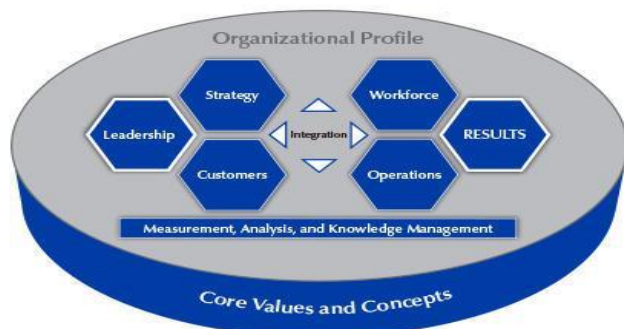 Organizational Profile
Strategy
Workforce
Leadership
Integration
RESULTS
Customers
Operations
Measurement, Analysis, and Knowledge Management
Core Values and Concepts